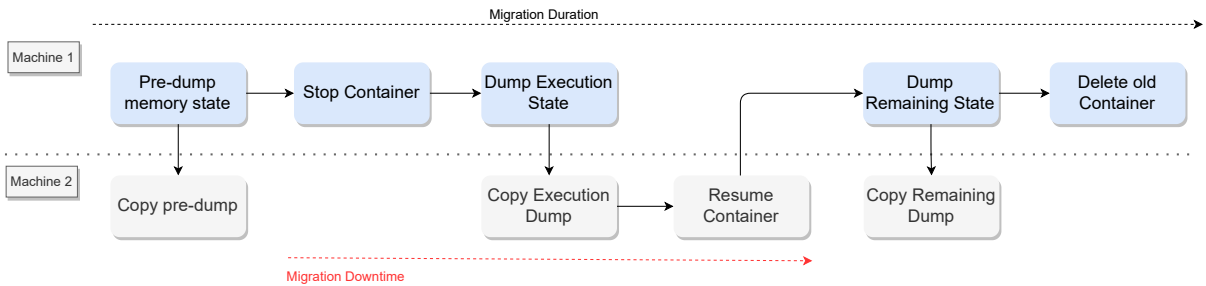 Migration Duration
Machine 1
Pre-dump
memory state
Stop Container
Dump Execution
State
Dump
Remaining State
Delete old
Container
Machine 2
Copy pre-dump
Copy Execution
Dump
Resume
Container
Copy Remaining
Dump
Migration Downtime